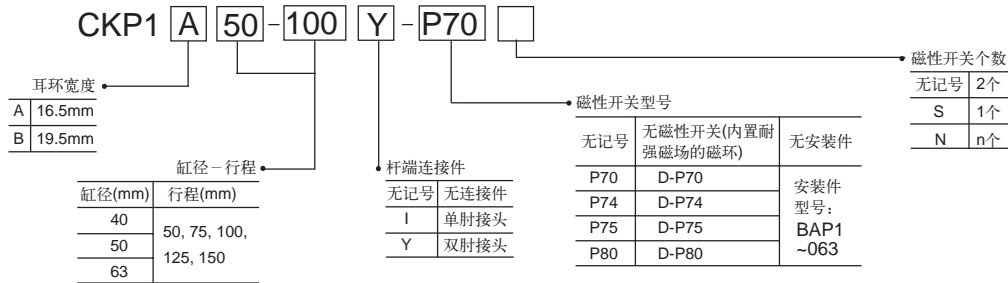 CKP1 A 50-100 Y-P70
耳环宽度
A 16.5mm
B 19.5mm
缸径－行程
缸径(mm) 行程(mm)
40
50
63
50, 75, 100,
125, 150
杆端连接件
无记号 无连接件
I 单肘接头
Y 双肘接头
磁性开关型号
无记号 无磁性开关(内置耐
强磁场的磁环) 无安装件
P70 D-P70
P74 D-P74
P75 D-P75
P80 D-P80
安装件
型号：
BAP1
~063
磁性开关个数
无记号 2个
S 1个
N n个